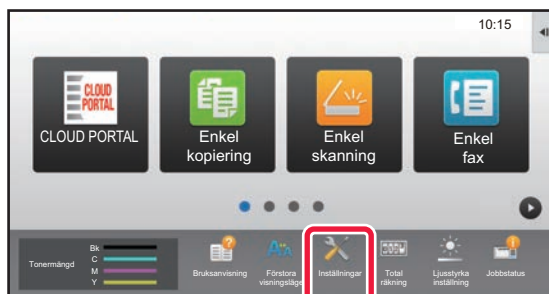 10:15
CLOUD
PORTAL
CLOUD PORTAL
Enkel
kopiering
Enkel
skanning
Enkel
fax
Tonermängd
Bk
C
M
Y
Bruksanvisning
Förstora
visningsläge
Inställningar
Total
räkning
Ljusstyrka
inställning
Jobbstatus